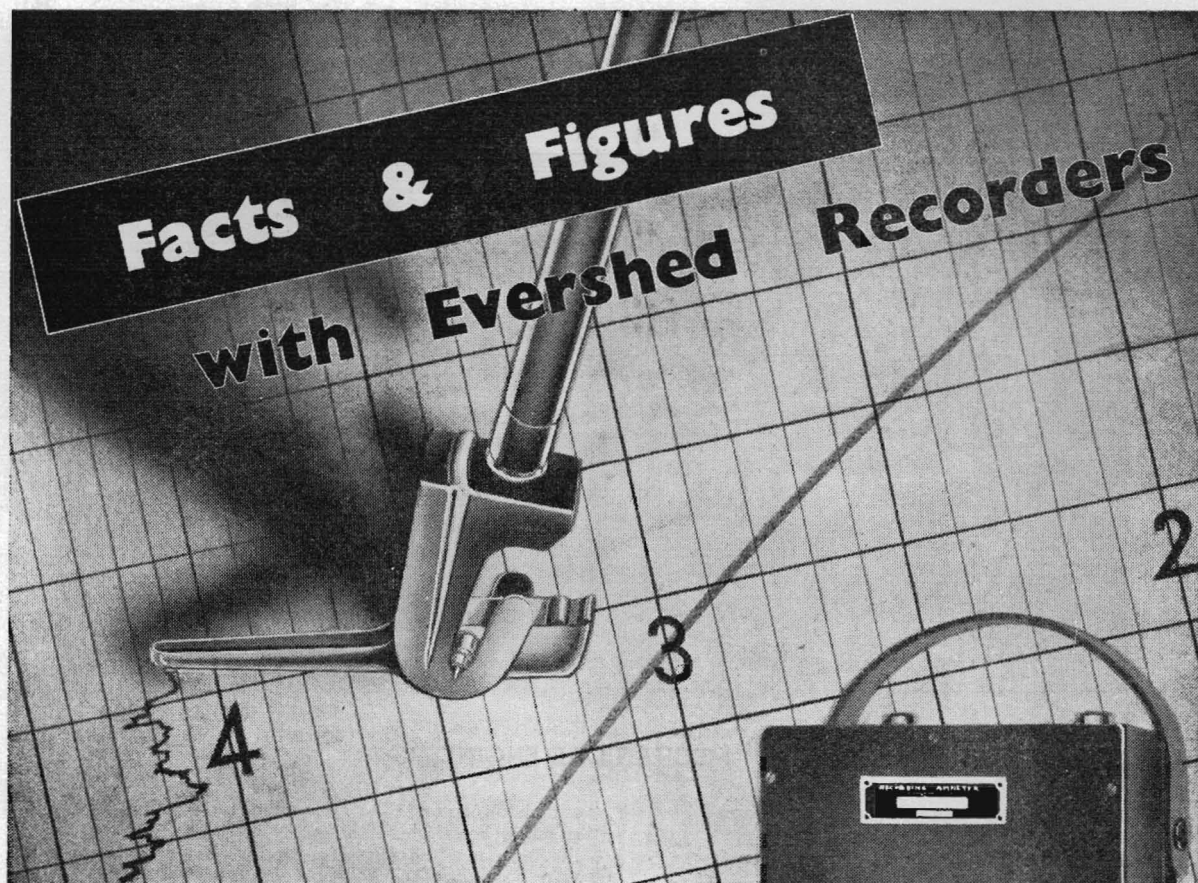 Facts & Figures
with Evershed Recorders
2
3
4
RECORDING AMMETER